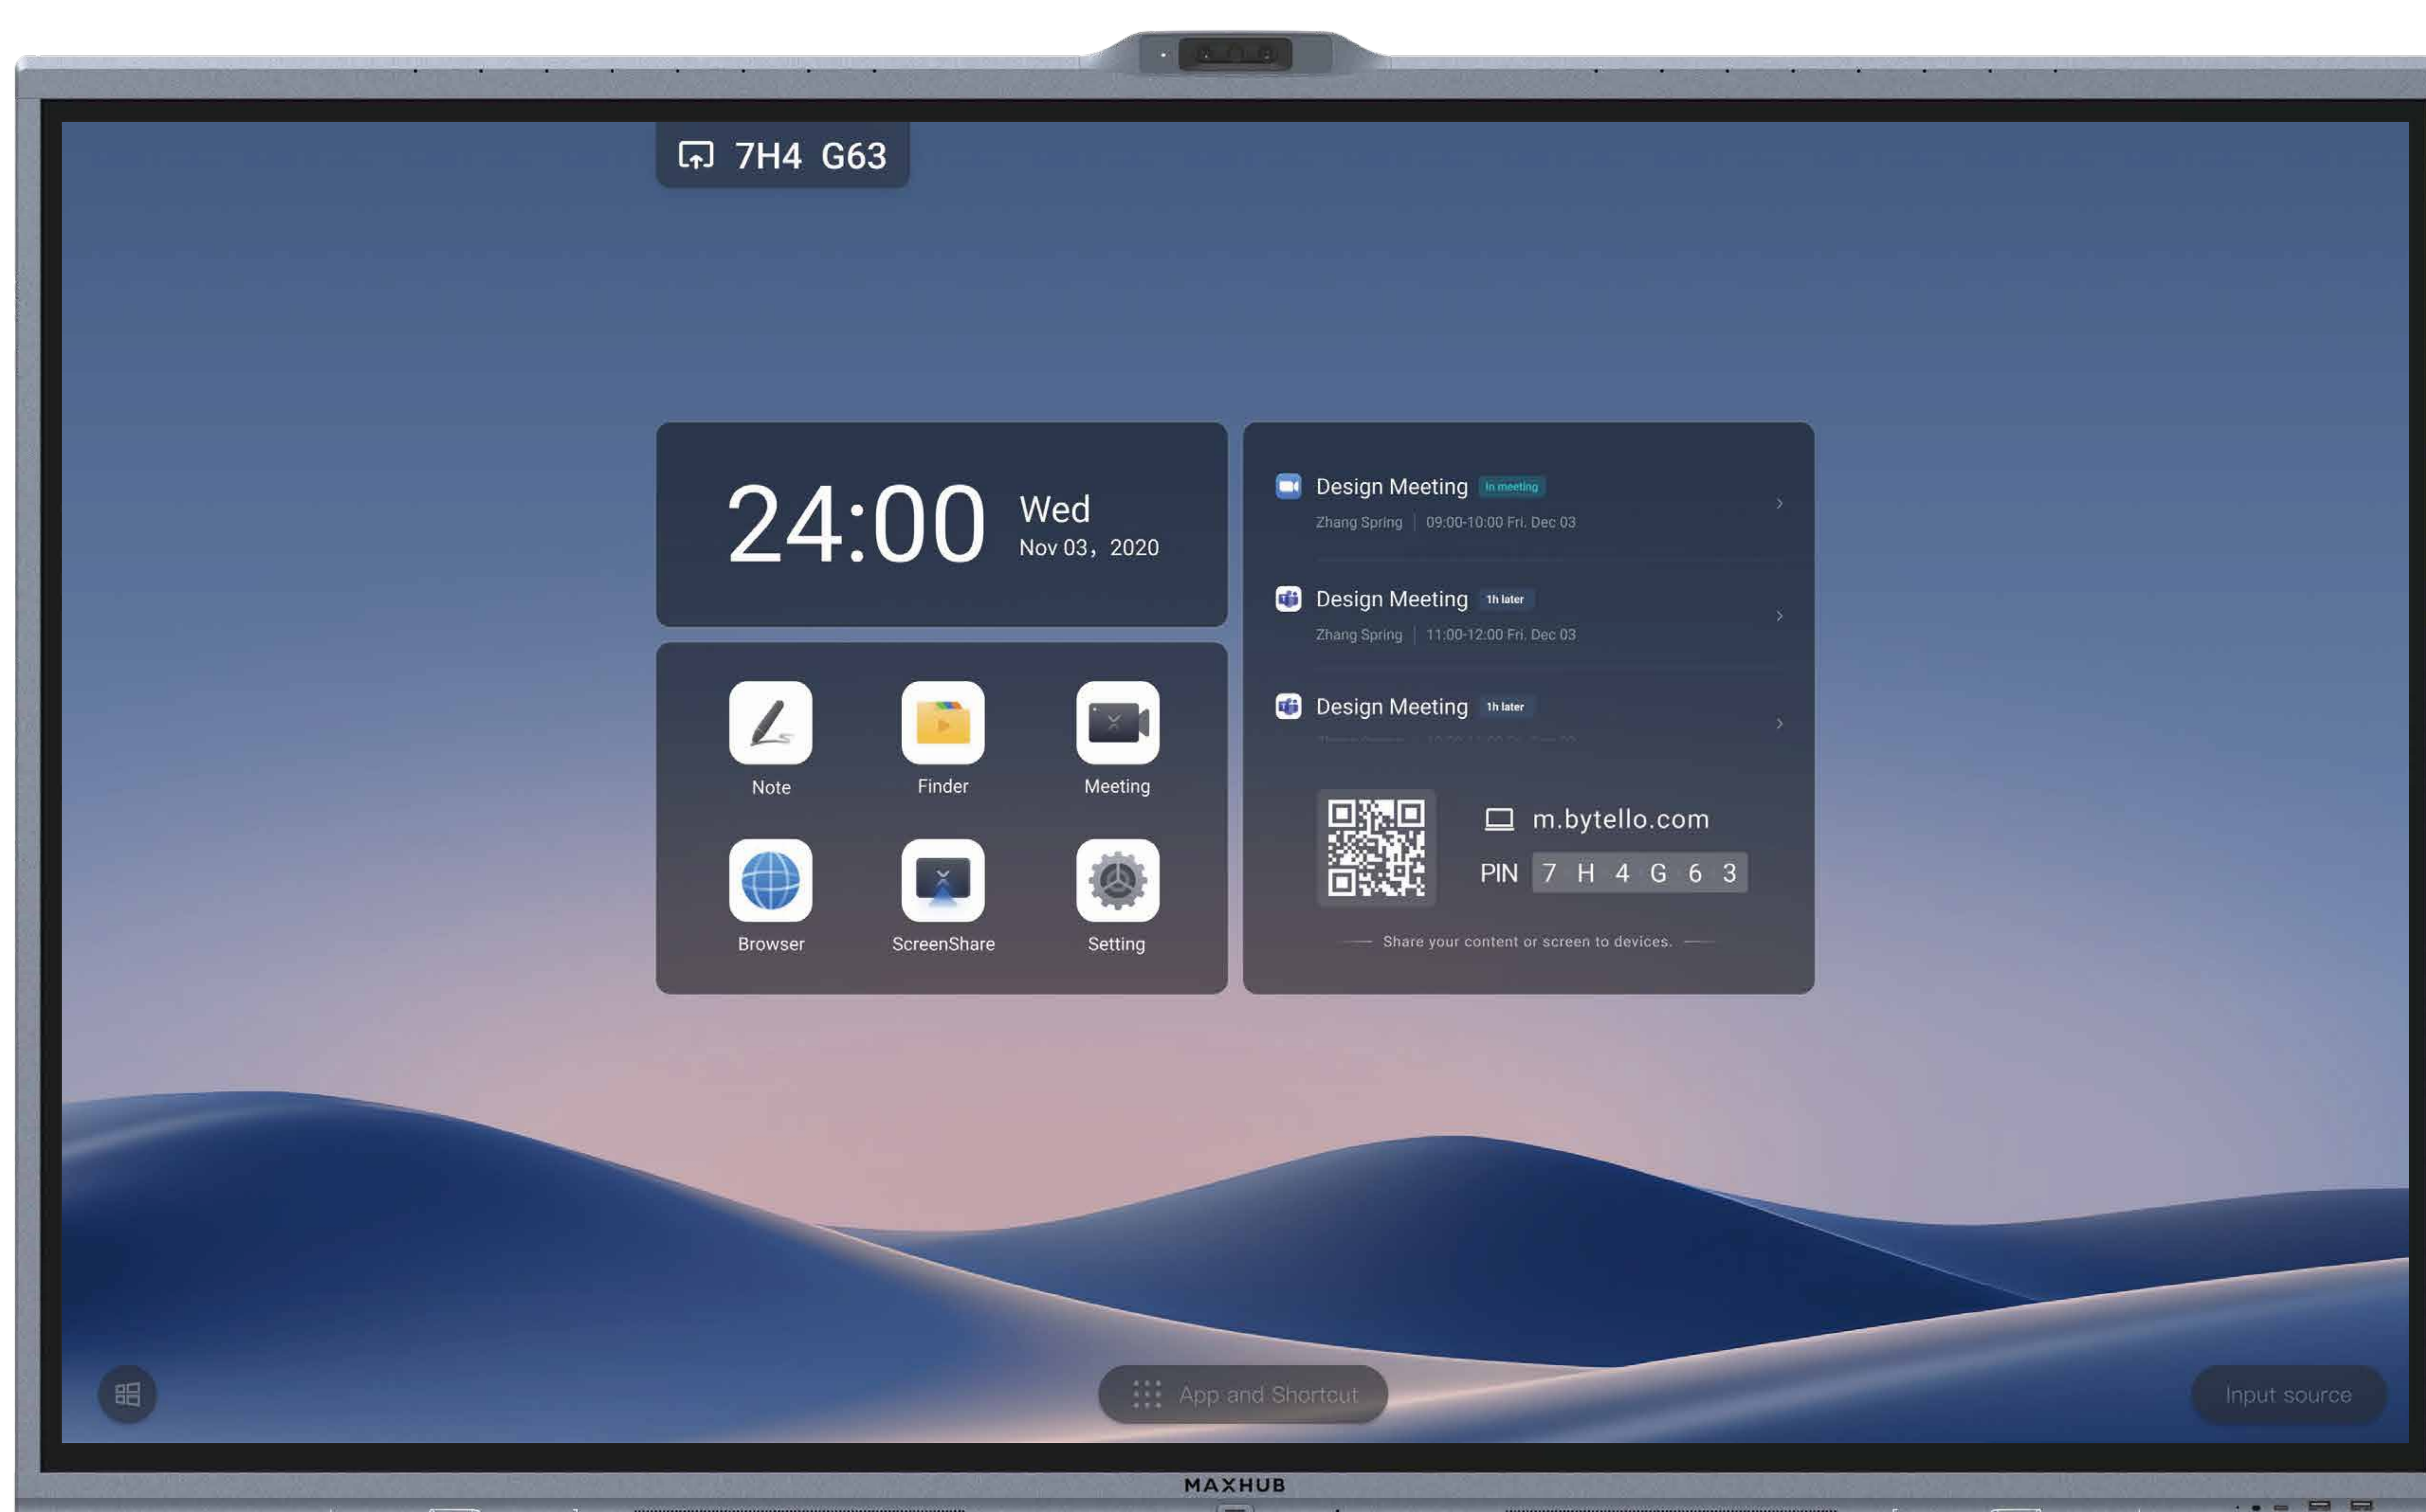 7H4 G63
24:00
Wed
Nov 03，2020
Note
Finder
Meeting
Browser
ScreenShare
Setting
Design Meeting In meeting
Zhang Spring | 09:00-10:00 Fri. Dec 03
Design Meeting 1h later
Zhang Spring | 11:00-12:00 Fri. Dec 03
Design Meeting 1h later
m.bytello.com
PIN 7 H 4 G 6 3
Share your content or screen to devices.
App and Shortcut
Input source
MAXHUB